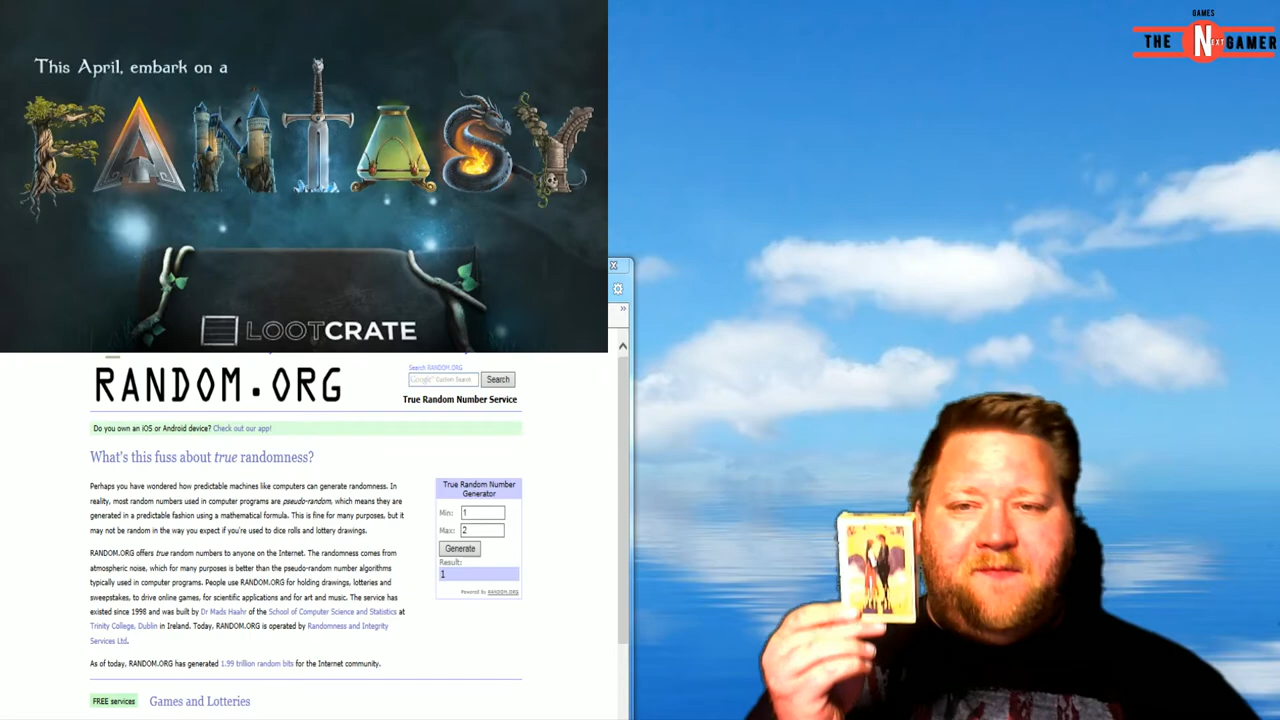 This April, embark on a
FANTASY
LOOTCRATE
GAMES
THE NEXT GAMER
RANDOM.ORG
Search RANDOM.ORG
Google Custom Search
Search
True Random Number Service
Do you own an iOS or Android device? Check out our app!
What's this fuss about true randomness?
Perhaps you have wondered how predictable machines like computers can generate randomness. In
reality, most random numbers used in computer programs are pseudo-random, which means they are
generated in a predictable fashion using a mathematical formula. This is fine for many purposes, but it
may not be random in the way you expect if you're used to dice rolls and lottery drawings.
RANDOM.ORG offers true random numbers to anyone on the Internet. The randomness comes from
atmospheric noise, which for many purposes is better than the pseudo-random number algorithms
typically used in computer programs. People use RANDOM.ORG for holding drawings, lotteries and
sweepstakes, to drive online games, for scientific applications and for art and music. The service has
existed since 1998 and was built by Dr Mads Haahr of the School of Computer Science and Statistics at
Trinity College, Dublin in Ireland. Today, RANDOM.ORG is operated by Randomness and Integrity
Services Ltd.
As of today, RANDOM.ORG has generated 1.99 trillion random bits for the Internet community.
True Random Number
Generator
Min: 1
Max: 2
Generate
Result:
1
Powered by RANDOM.ORG
FREE services
Games and Lotteries